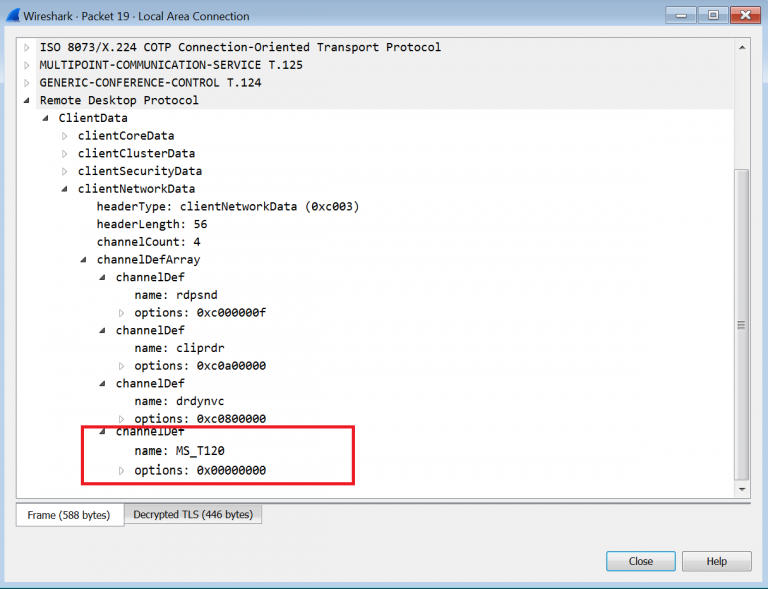 Wireshark · Packet 19 · Local Area Connection
ISO 8073/X.224 COTP Connection-Oriented Transport Protocol
MULTIPOINT-COMMUNICATION-SERVICE T.125
GENERIC-CONFERENCE-CONTROL T.124
Remote Desktop Protocol
ClientData
clientCoreData
clientClusterData
clientSecurityData
clientNetworkData
headerType: clientNetworkData (0xc003)
headerLength: 56
channelCount: 4
channelDefArray
channelDef
name: rdpsnd
options: 0xc000000f
channelDef
name: cliprdr
options: 0xc0a00000
channelDef
name: drdynvc
options: 0xc0800000
channelDef
name: MS_T120
options: 0x00000000
Frame (588 bytes) Decrypted TLS (446 bytes)
Close Help